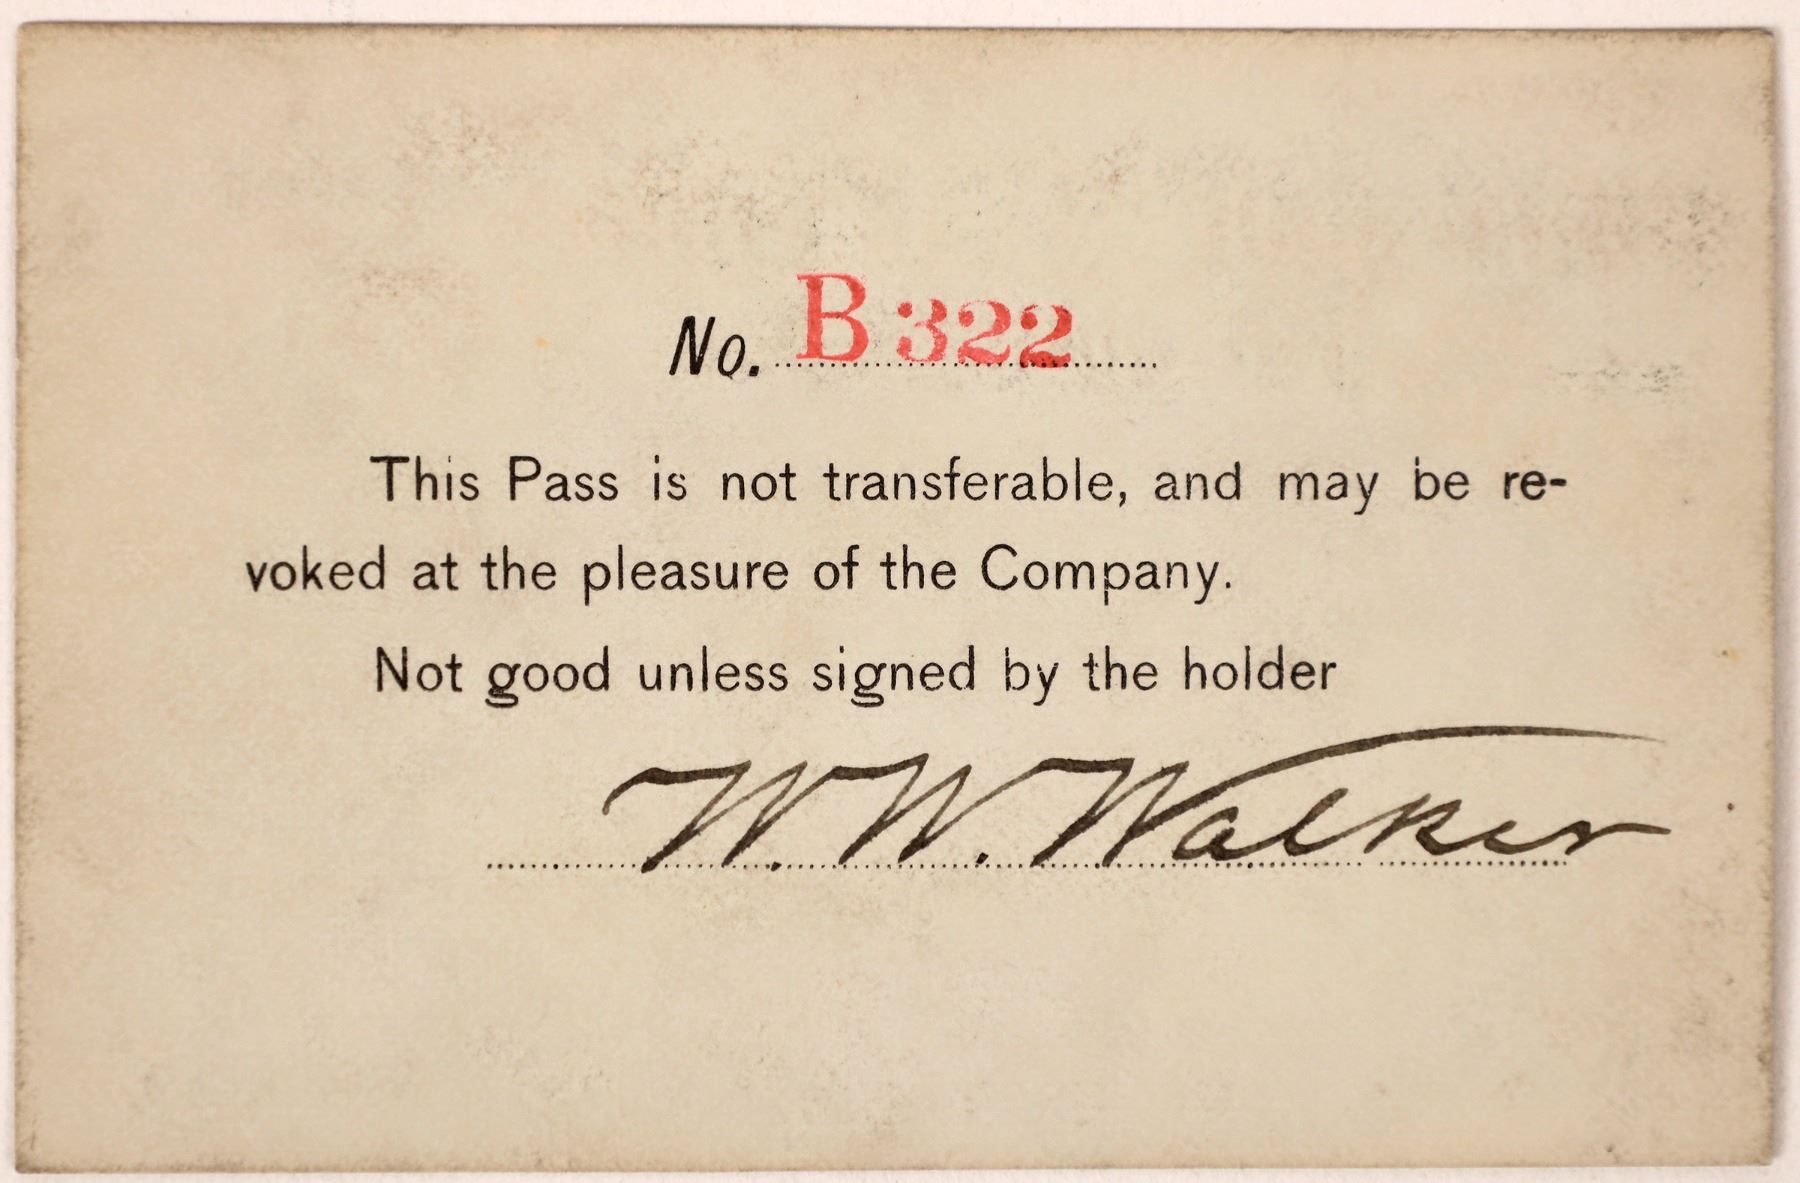 No. B 322
This Pass is not transferable, and may be re-
voked at the pleasure of the Company.
Not good unless signed by the holder
W. W. Walker